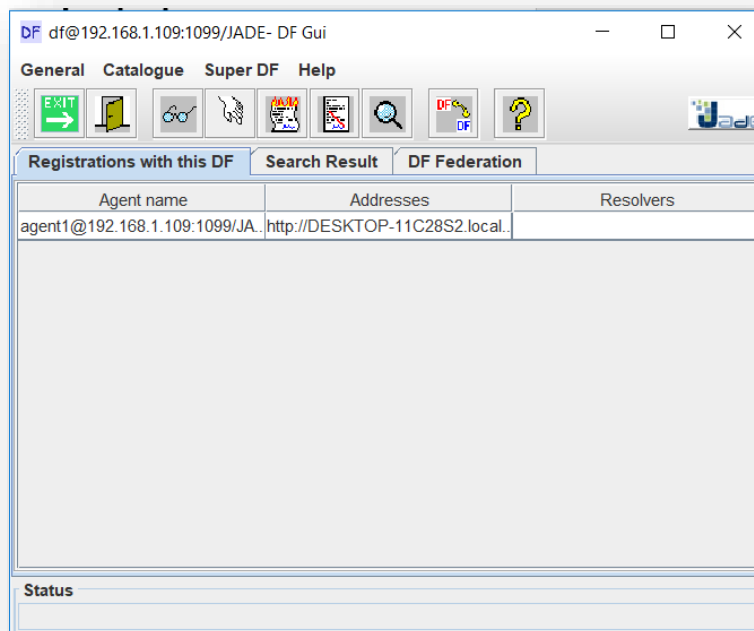 DF df@192.168.1.109:1099/JADE- DF Gui
General Catalogue Super DF Help
EXIT
DF
DF
Jade
Registrations with this DF Search Result DF Federation
Agent name Addresses Resolvers
agent1@192.168.1.109:1099/JA.. http://DESKTOP-11C28S2.local..
Status